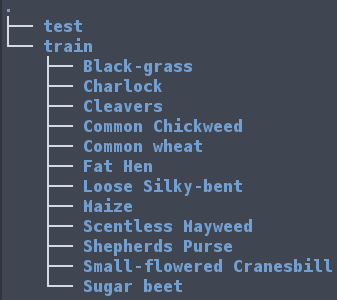 .
test
train
Black-grass
Charlock
Cleavers
Common Chickweed
Common wheat
Fat Hen
Loose Silky-bent
Maize
Scentless Mayweed
Shepherds Purse
Small-flowered Cranesbill
Sugar beet